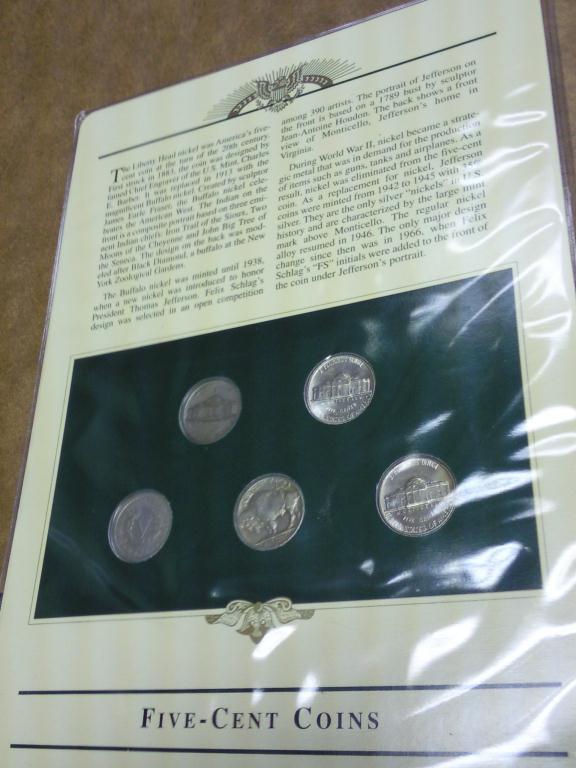 The Liberty Head nickel was America's five-
cent coin at the turn of the 20th century.
First struck in 1883, the coin was designed by
famed Chief Engraver of the U.S. Mint, Charles
E. Barber. It was replaced in 1913 with the
magnificent Buffalo nickel. Created by sculptor
James Earle Fraser, the Buffalo nickel cele-
brates the American West. The Indian on the
front is a composite portrait based on three emi-
nent Indian chiefs: Iron Tail of the Sioux, Two
Moons of the Cheyenne and John Big Tree of
the Seneca. The design on the back was mod-
eled after Black Diamond, a buffalo at the New
York Zoological Gardens.
The Buffalo nickel was minted until 1938,
when a new nickel was introduced to honor
President Thomas Jefferson. Felix Schlag's
design was selected in an open competition
among 390 artists. The portrait of Jefferson on
the front is based on a 1789 bust by sculptor
Jean-Antoine Houdon. The back shows a front
view of Monticello, Jefferson's home in
Virginia.
During World War II, nickel became a strate-
gic metal that was in demand for the production
of items such as guns, tanks and airplanes. As a
result, nickel was eliminated from the five-cent
coin. As a replacement for nickel, Jefferson
coins were minted from 1942 to 1945 with 35%
silver. They are the only silver "nickels" in U.S.
history and are characterized by the large mint
mark above Monticello. The regular nickel
alloy resumed in 1946. The only major design
change since then was in 1966, when Felix
Schlag's "FS" initials were added to the front of
the coin under Jefferson's portrait.
FIVE-CENT COINS